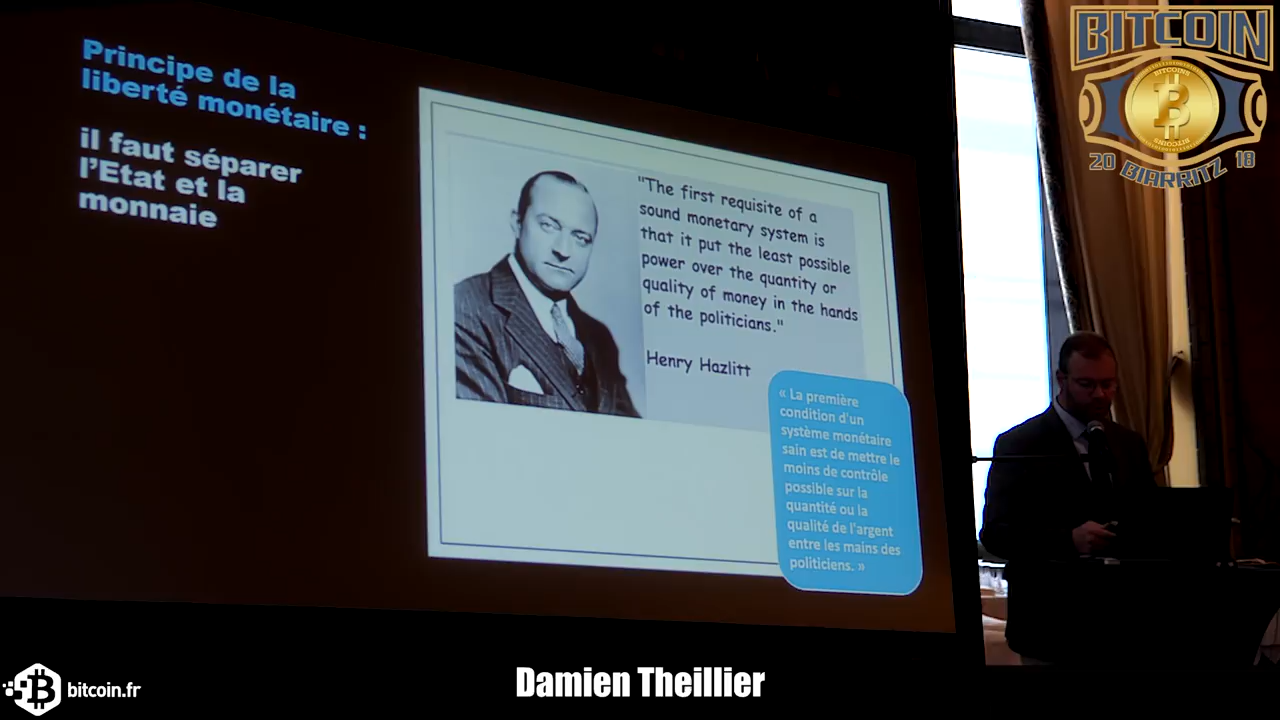 Principe de la
liberté monétaire :
il faut séparer
l'Etat et la
monnaie
"The first requisite of a
sound monetary system is
that it put the least possible
power over the quantity or
quality of money in the hands
of the politicians."
Henry Hazlitt
« La première
condition d'un
système monétaire
sain est de mettre le
moins de contrôle
possible sur la
quantité ou la
qualité de l'argent
entre les mains des
politiciens. »
BITCOIN
BITCOINS
B
BITCOINS
20 BIARRITZ 18
bitcoin.fr
Damien Theillier